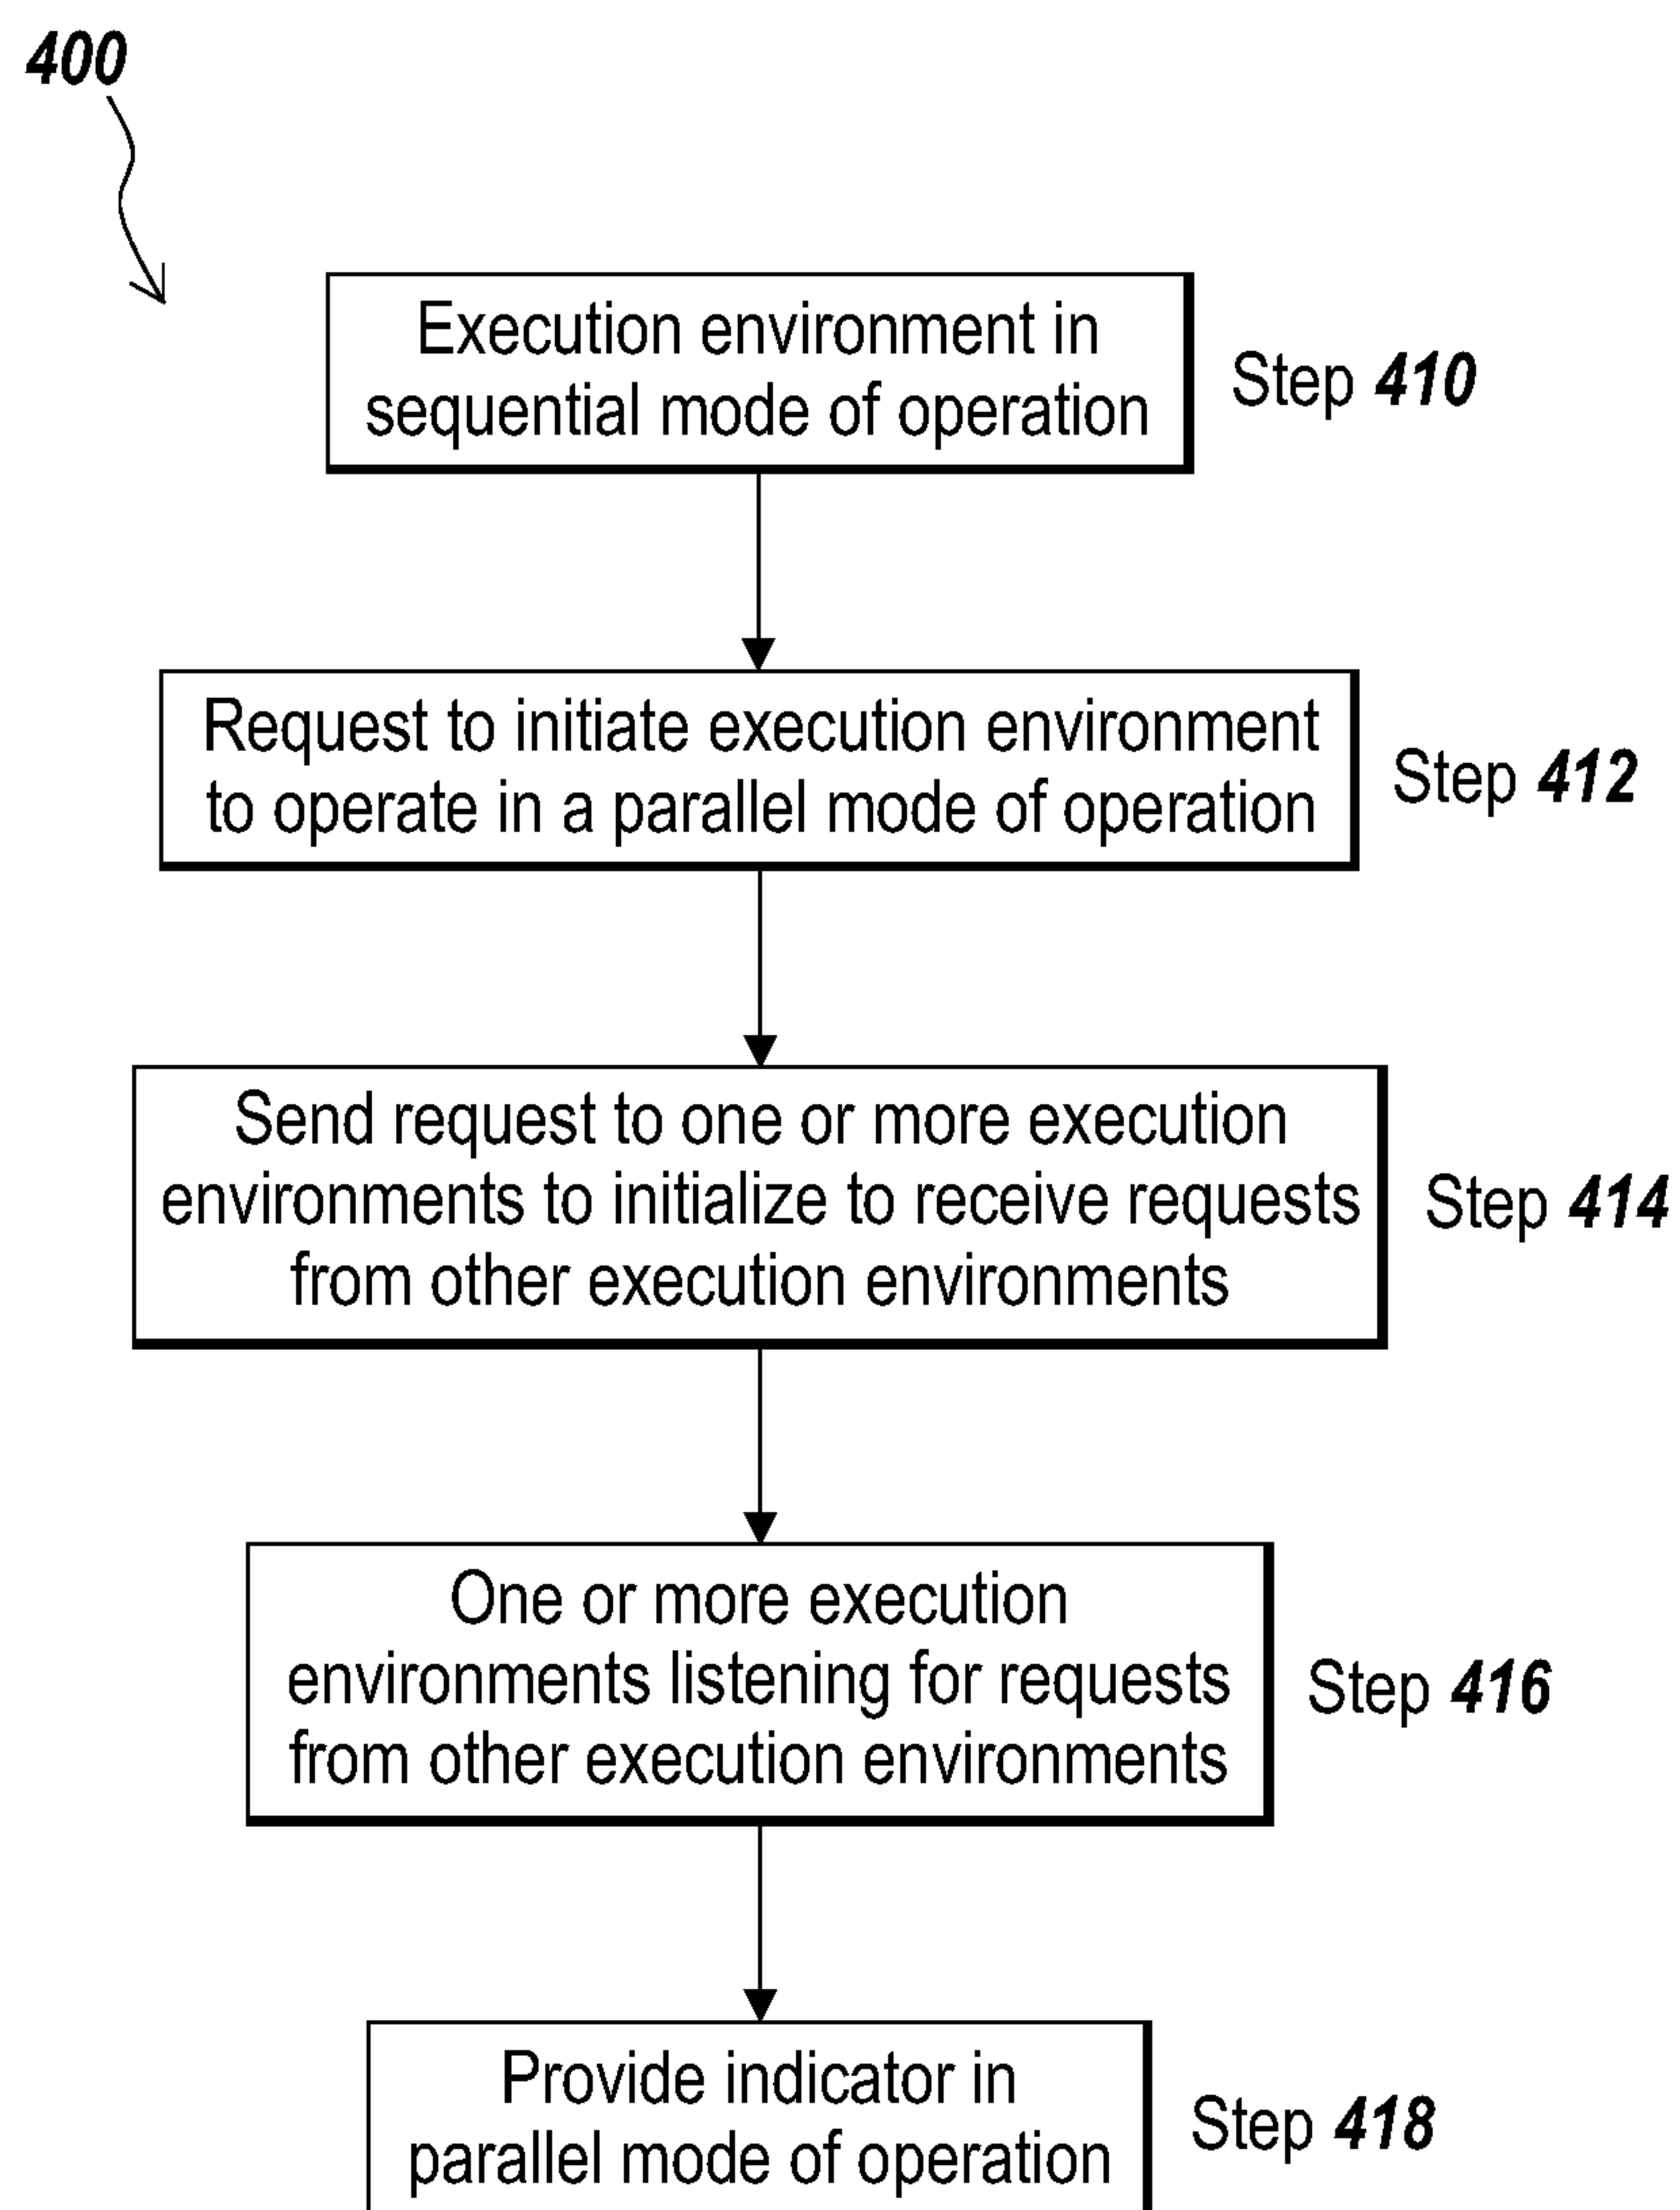 400
Execution environment in
sequential mode of operation
Step 410
Request to initiate execution environment
to operate in a parallel mode of operation
Step 412
Send request to one or more execution
environments to initialize to receive requests
from other execution environments
Step 414
One or more execution
environments listening for requests
from other execution environments
Step 416
Provide indicator in
parallel mode of operation
Step 418